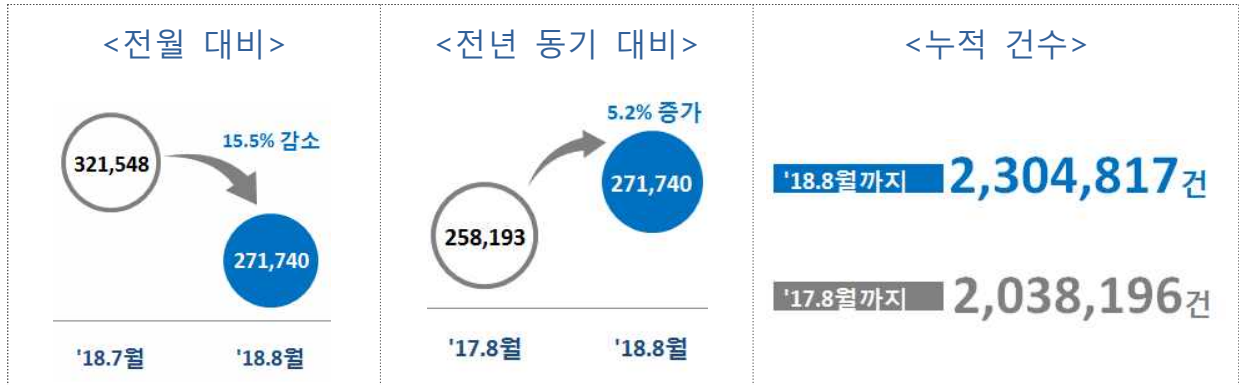 <전월 대비>
321,548
15.5% 감소
271,740
'18.7월
'18.8월
<전년 동기 대비>
5.2% 증가
271,740
258,193
'17.8월
'18.8월
<누적 건수>
'18.8월까지 2,304,817건
'17.8월까지 2,038,196건